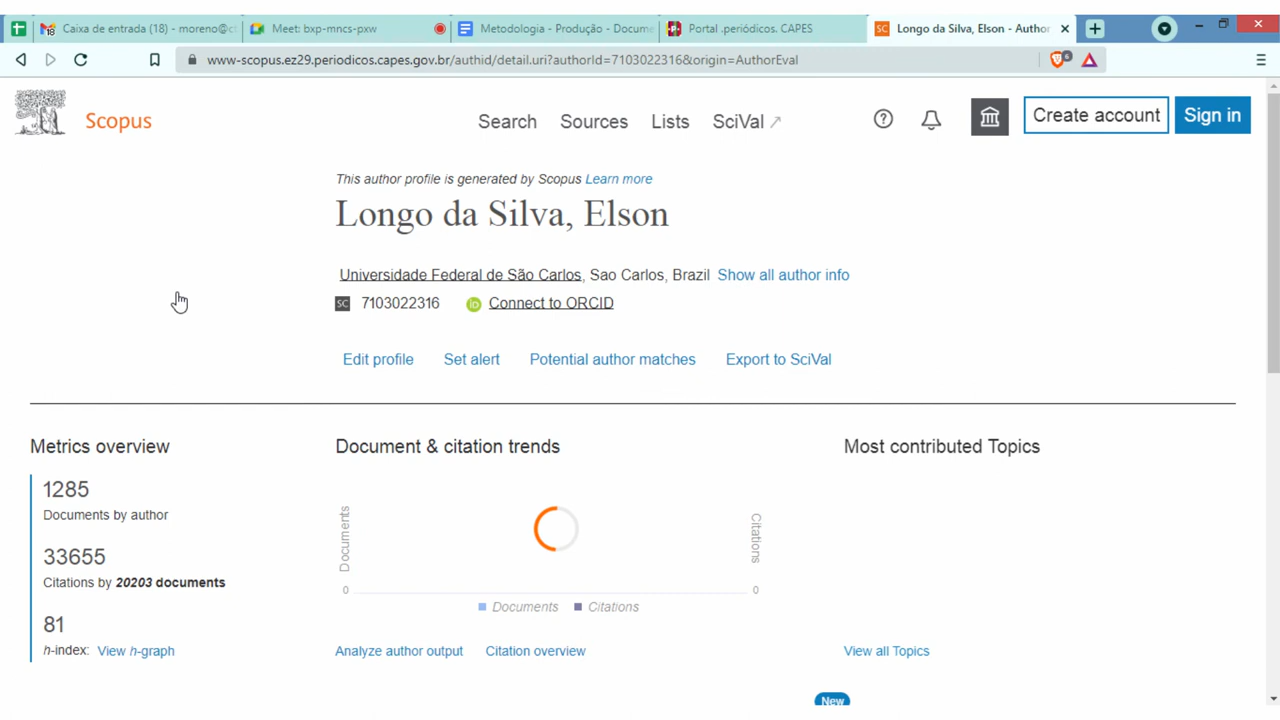 Caixa de entrada (18) - moreno@c
Meet: bxp-mncs-pxw
Metodologia - Produção - Docume
Portal .periódicos. CAPES
SC Longo da Silva, Elson - Author
www-scopus.ez29.periodicos.capes.gov.br/authid/detail.uri?authorId=7103022316&origin=AuthorEval
6
Scopus
Search
Sources
Lists
SciVal ↗
Create account
Sign in
This author profile is generated by Scopus Learn more
Longo da Silva, Elson
Universidade Federal de São Carlos, Sao Carlos, Brazil Show all author info
SC 7103022316 iD Connect to ORCID
Edit profile
Set alert
Potential author matches
Export to SciVal
Metrics overview
1285
Documents by author
33655
Citations by 20203 documents
81
h-index: View h-graph
Document & citation trends
Documents
Citations
0
0
Documents
Citations
Analyze author output
Citation overview
Most contributed Topics
View all Topics
New